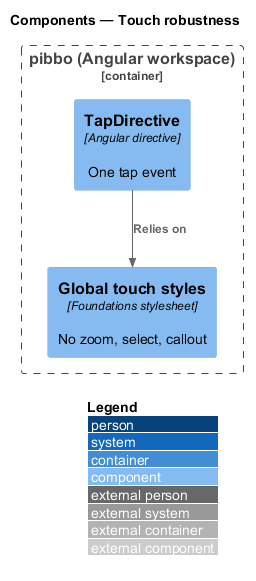 Components — Touch robustness
pibbo (Angular workspace)
[container]
TapDirective
[Angular directive]
One tap event
Relies on
Global touch styles
[Foundations stylesheet]
No zoom, select, callout
Legend
person
system
container
component
external person
external system
external container
external component